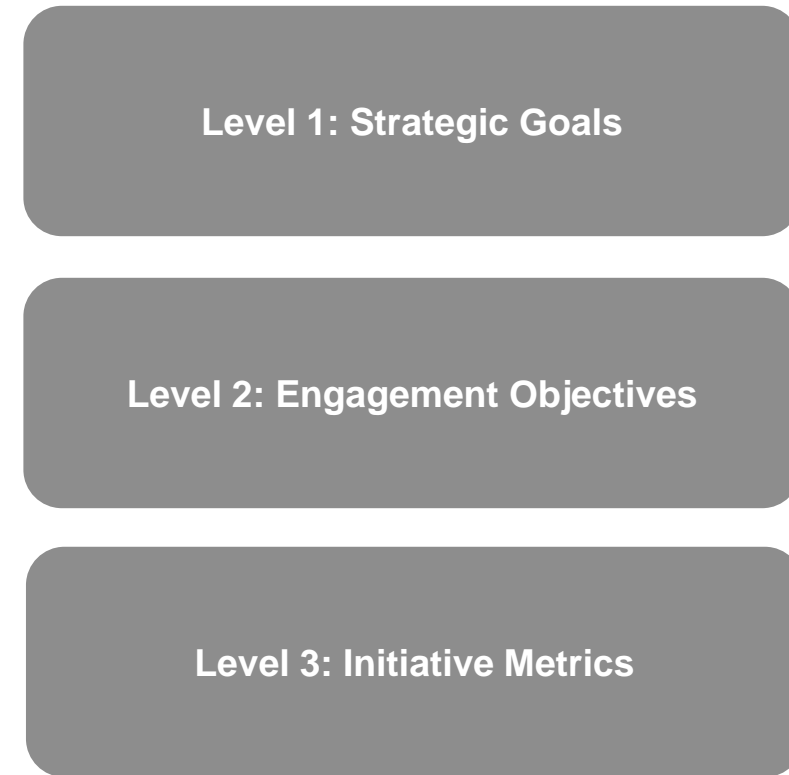 Level 1: Strategic Goals
Level 2: Engagement Objectives
Level 3: Initiative Metrics